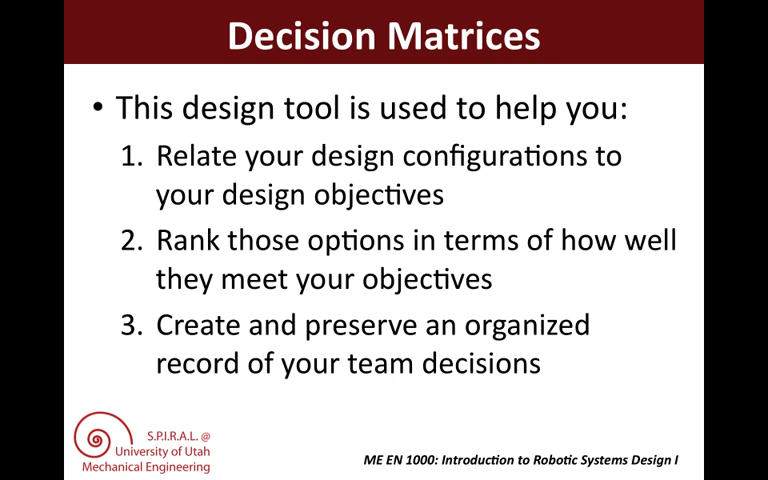 Decision Matrices
• This design tool is used to help you:
1. Relate your design configurations to
your design objectives
2. Rank those options in terms of how well
they meet your objectives
3. Create and preserve an organized
record of your team decisions
S.P.I.R.A.L. @
University of Utah
Mechanical Engineering
ME EN 1000: Introduction to Robotic Systems Design I